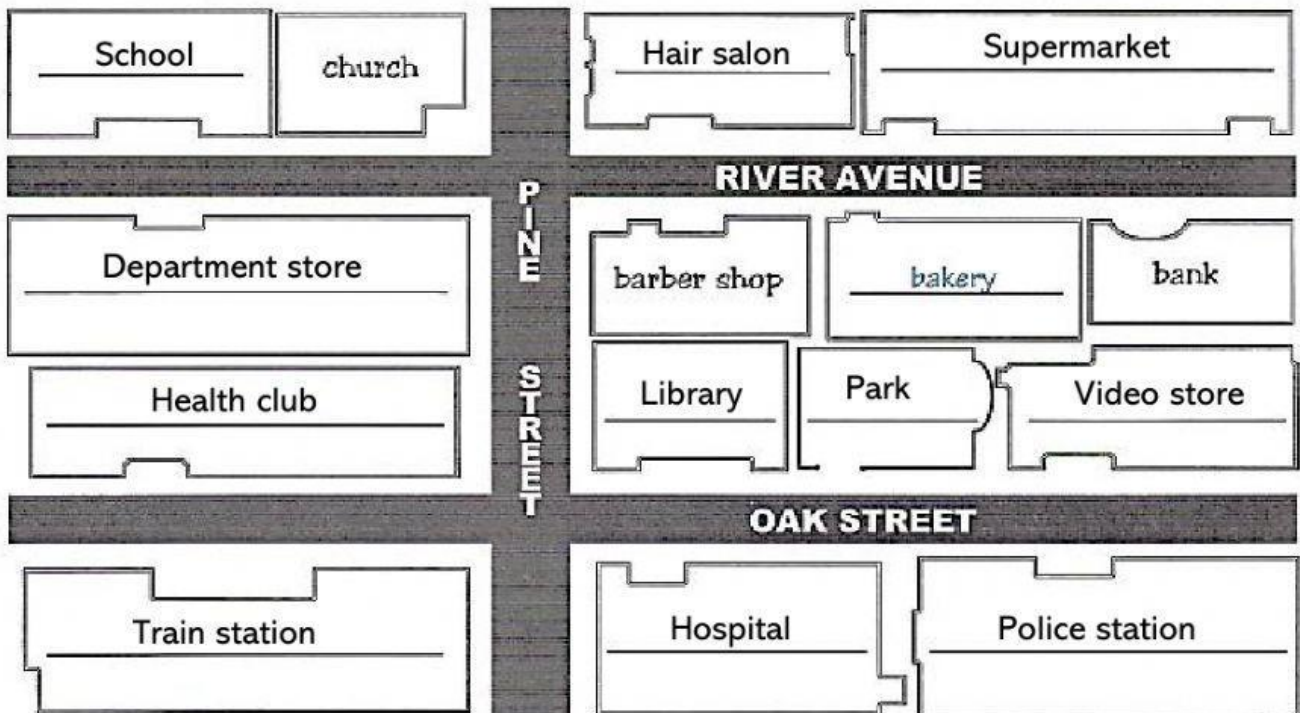 School
church
Hair salon
Supermarket
RIVER AVENUE
PINE STREET
Department store
barber shop
bakery
bank
Health club
Library
Park
Video store
OAK STREET
Train station
Hospital
Police station